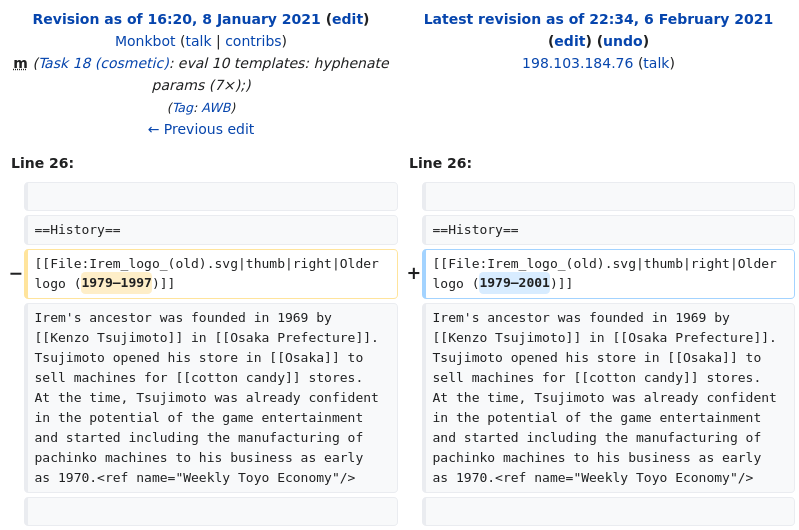 Revision as of 16:20, 8 January 2021 (edit)
Monkbot (talk | contribs)
m (Task 18 (cosmetic): eval 10 templates: hyphenate
params (7×);)
(Tag: AWB)
← Previous edit
Latest revision as of 22:34, 6 February 2021
(edit) (undo)
198.103.184.76 (talk)
Line 26:
==History==
− [[File:Irem_logo_(old).svg|thumb|right|Older
logo (1979–1997)]]
Irem's ancestor was founded in 1969 by
[[Kenzo Tsujimoto]] in [[Osaka Prefecture]].
Tsujimoto opened his store in [[Osaka]] to
sell machines for [[cotton candy]] stores.
At the time, Tsujimoto was already confident
in the potential of the game entertainment
and started including the manufacturing of
pachinko machines to his business as early
as 1970.<ref name="Weekly Toyo Economy"/>
Line 26:
==History==
+ [[File:Irem_logo_(old).svg|thumb|right|Older
logo (1979–2001)]]
Irem's ancestor was founded in 1969 by
[[Kenzo Tsujimoto]] in [[Osaka Prefecture]].
Tsujimoto opened his store in [[Osaka]] to
sell machines for [[cotton candy]] stores.
At the time, Tsujimoto was already confident
in the potential of the game entertainment
and started including the manufacturing of
pachinko machines to his business as early
as 1970.<ref name="Weekly Toyo Economy"/>